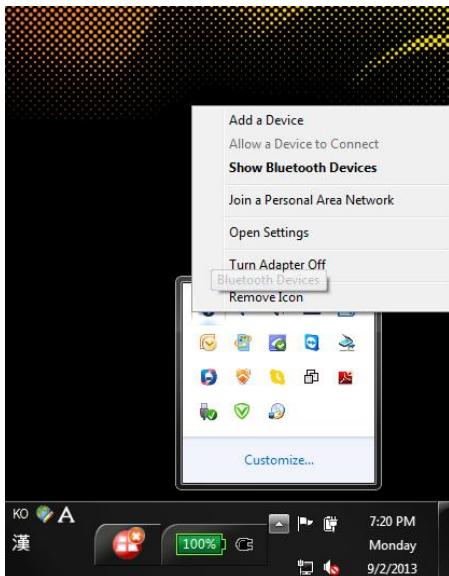 Add a Device
Allow a Device to Connect
Show Bluetooth Devices
Join a Personal Area Network
Open Settings
Turn Adapter Off
Bluetooth Devices
Remove Icon
Customize...
KO A
漢
100%
7:20 PM
Monday
9/2/2013